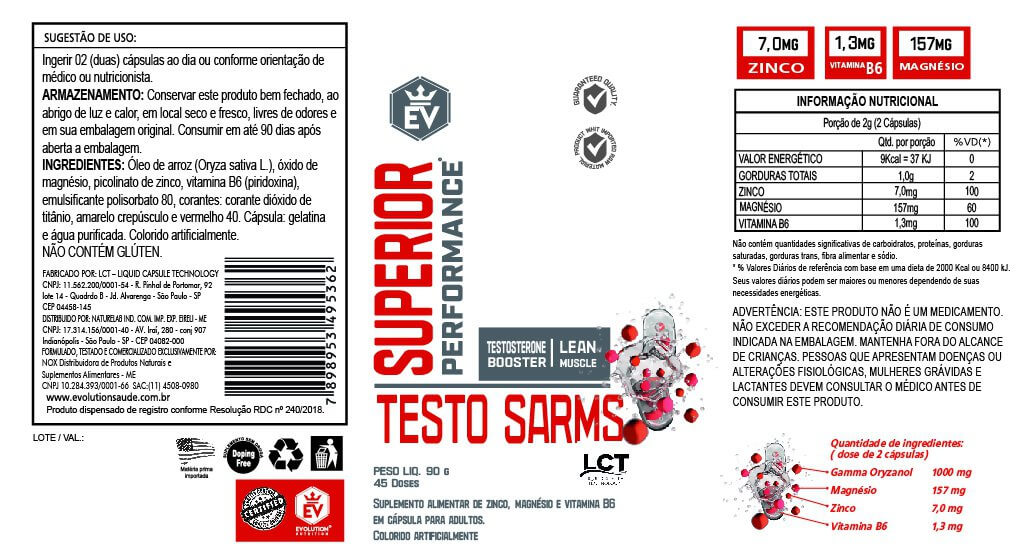 SUGESTÃO DE USO:
Ingerir 02 (duas) cápsulas ao dia ou conforme orientação de
médico ou nutricionista.
ARMAZENAMENTO: Conservar este produto bem fechado, ao
abrigo de luz e calor, em local seco e fresco, livres de odores e
em sua embalagem original. Consumir em até 90 dias após
aberta a embalagem.
INGREDIENTES: Óleo de arroz (Oryza sativa L.), óxido de
magnésio, picolinato de zinco, vitamina B6 (piridoxina),
emulsificante polisorbato 80, corantes: corante dióxido de
titânio, amarelo crepúsculo e vermelho 40. Cápsula: gelatina
e água purificada. Colorido artificialmente.
NÃO CONTÉM GLÚTEN.
FABRICADO POR: LCT – LIQUID CAPSULE TECHNOLOGY
CNPJ: 11.562.200/0001-54 - R. Pinhal de Portomar, 92
lote 14 - Quadrdo B - Jd. Alvarenga - São Paulo - SP
CEP 04458-145
DISTRIBUIDO POR: NATURELAB IND. COM. IMP. EXP. EIRELI - ME
CNPJ: 17.314.156/0001-40 - AV. Iraí, 280 - conj 907
Indianópolis - São Paulo - SP - CEP 04082-000
FORMULADO, TESTADO E COMERCIALIZADO EXCLUSIVAMENTE POR:
NOX Distribuidora de Produtos Naturais e
Suplementos Alimentares - ME
CNPJ 10.284.393/0001-66 SAC:(11) 4508-0980
www.evolutionsaude.com.br
Produto dispensado de registro conforme Resolução RDC nº 240/2018.
7 898953 495362
LOTE / VAL.:
Matéria prima
importada
Doping
Free
CERTIFIED
EV
EVOLUTION
NUTRITION
EV
SUPERIOR
PERFORMANCE
GUARANTEED QUALITY
PRODUCT WHIT IMPORTED RAW MATERIAL
TESTOSTERONE
BOOSTER
LEAN
MUSCLE
TESTO SARMS
PESO LIQ. 90 G
45 DOSES
LCT
SUPLEMENTO ALIMENTAR DE ZINCO, MAGNÉSIO E VITAMINA B6
EM CÁPSULA PARA ADULTOS.
COLORIDO ARTIFICIALMENTE
7,0MG
ZINCO
1,3MG
VITAMINA B6
157MG
MAGNÉSIO
INFORMAÇÃO NUTRICIONAL
Porção de 2g (2 Cápsulas)
Qtd. por porção %VD(*)
VALOR ENERGÉTICO 9Kcal = 37 KJ 0
GORDURAS TOTAIS 1,0g 2
ZINCO 7,0mg 100
MAGNÉSIO 157mg 60
VITAMINA B6 1,3mg 100
Não contém quantidades significativas de carboidratos, proteínas, gorduras
saturadas, gorduras trans, fibra alimentar e sódio.
* % Valores Diários de referência com base em uma dieta de 2000 Kcal ou 8400 kJ.
Seus valores diários podem ser maiores ou menores dependendo de suas
necessidades energéticas.
ADVERTÊNCIA: ESTE PRODUTO NÃO É UM MEDICAMENTO.
NÃO EXCEDER A RECOMENDAÇÃO DIÁRIA DE CONSUMO
INDICADA NA EMBALAGEM. MANTENHA FORA DO ALCANCE
DE CRIANÇAS. PESSOAS QUE APRESENTAM DOENÇAS OU
ALTERAÇÕES FISIOLÓGICAS, MULHERES GRÁVIDAS E
LACTANTES DEVEM CONSULTAR O MÉDICO ANTES DE
CONSUMIR ESTE PRODUTO.
Quantidade de ingredientes:
( dose de 2 cápsulas)
Gamma Oryzanol 1000 mg
Magnésio 157 mg
Zinco 7,0 mg
Vitamina B6 1,3 mg